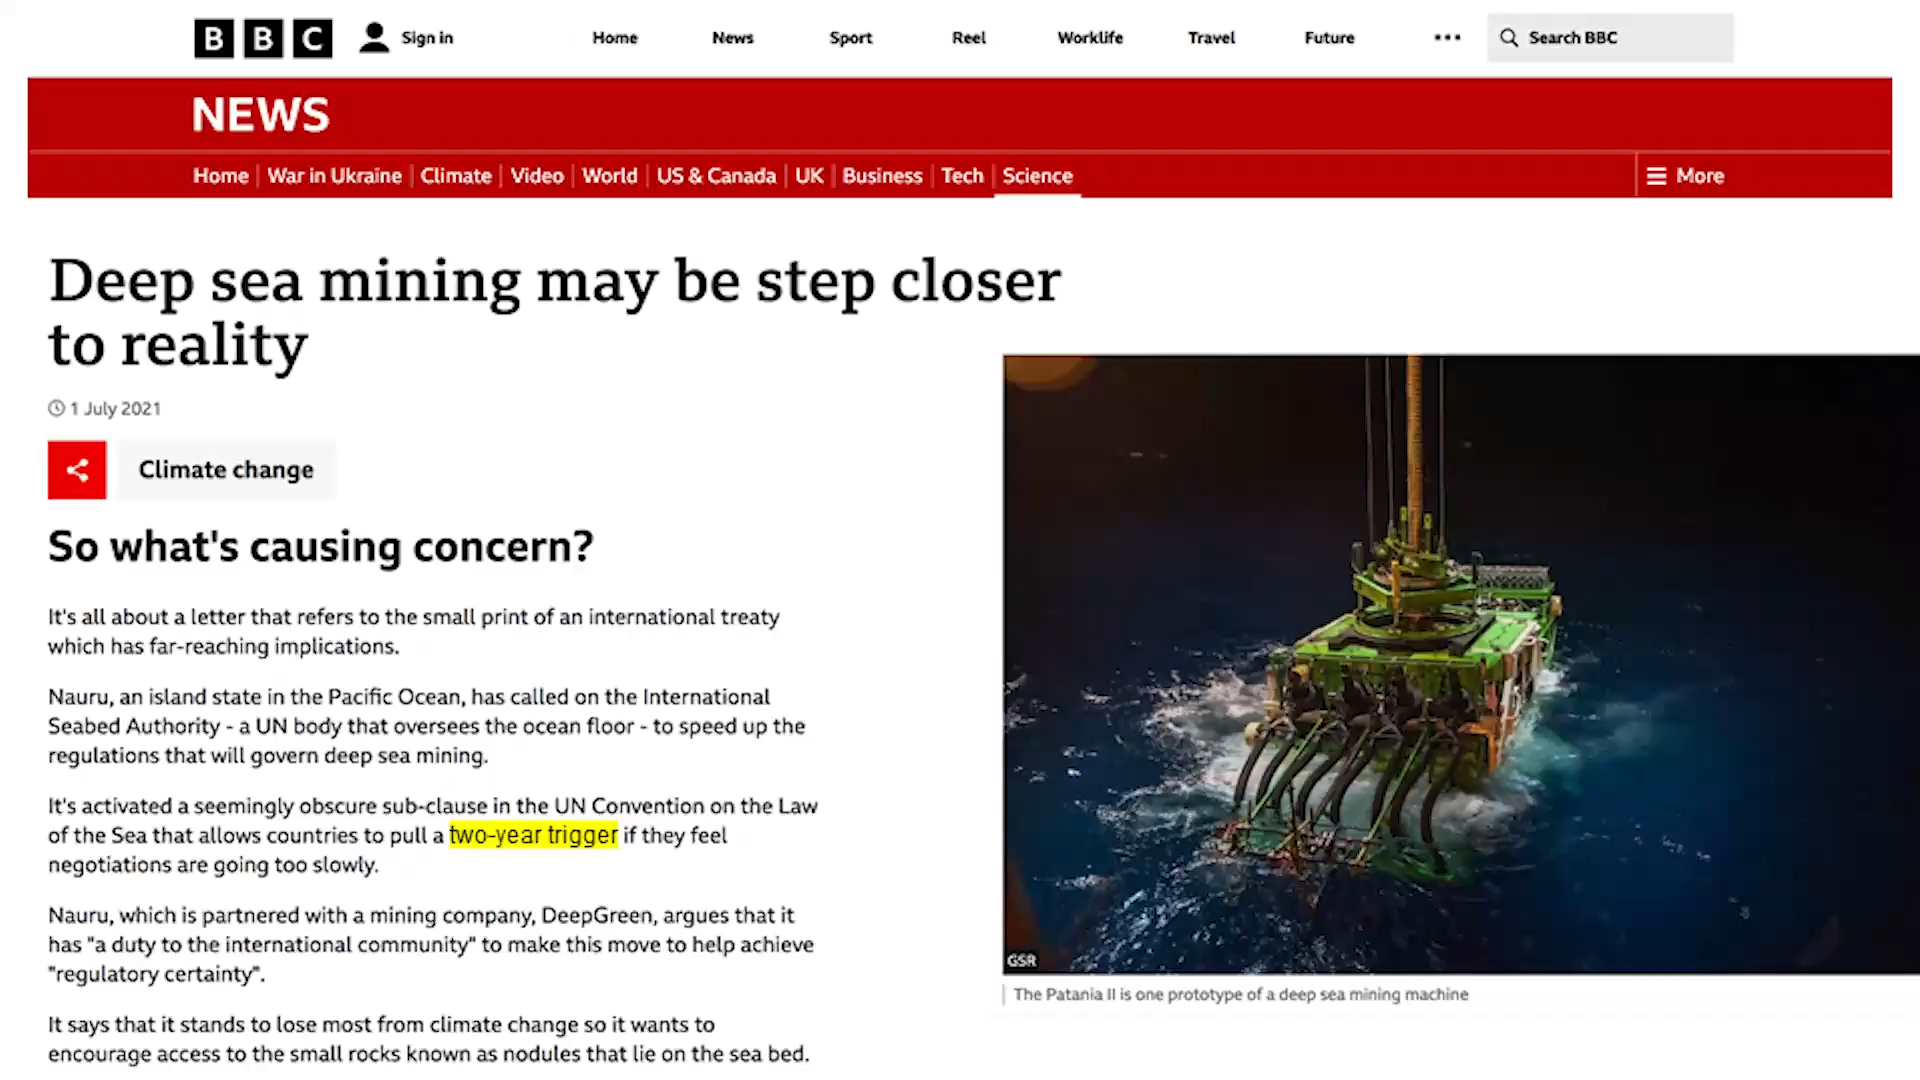 BBC
Sign in
Home
News
Sport
Reel
Worklife
Travel
Future
Search BBC
NEWS
Home
War in Ukraine
Climate
Video
World
US & Canada
UK
Business
Tech
Science
More
Deep sea mining may be step closer
to reality
1 July 2021
Climate change
So what's causing concern?
It's all about a letter that refers to the small print of an international treaty
which has far-reaching implications.
Nauru, an island state in the Pacific Ocean, has called on the International
Seabed Authority - a UN body that oversees the ocean floor - to speed up the
regulations that will govern deep sea mining.
It's activated a seemingly obscure sub-clause in the UN Convention on the Law
of the Sea that allows countries to pull a two-year trigger if they feel
negotiations are going too slowly.
Nauru, which is partnered with a mining company, DeepGreen, argues that it
has "a duty to the international community" to make this move to help achieve
"regulatory certainty".
It says that it stands to lose most from climate change so it wants to
encourage access to the small rocks known as nodules that lie on the sea bed.
GSR
The Patania II is one prototype of a deep sea mining machine